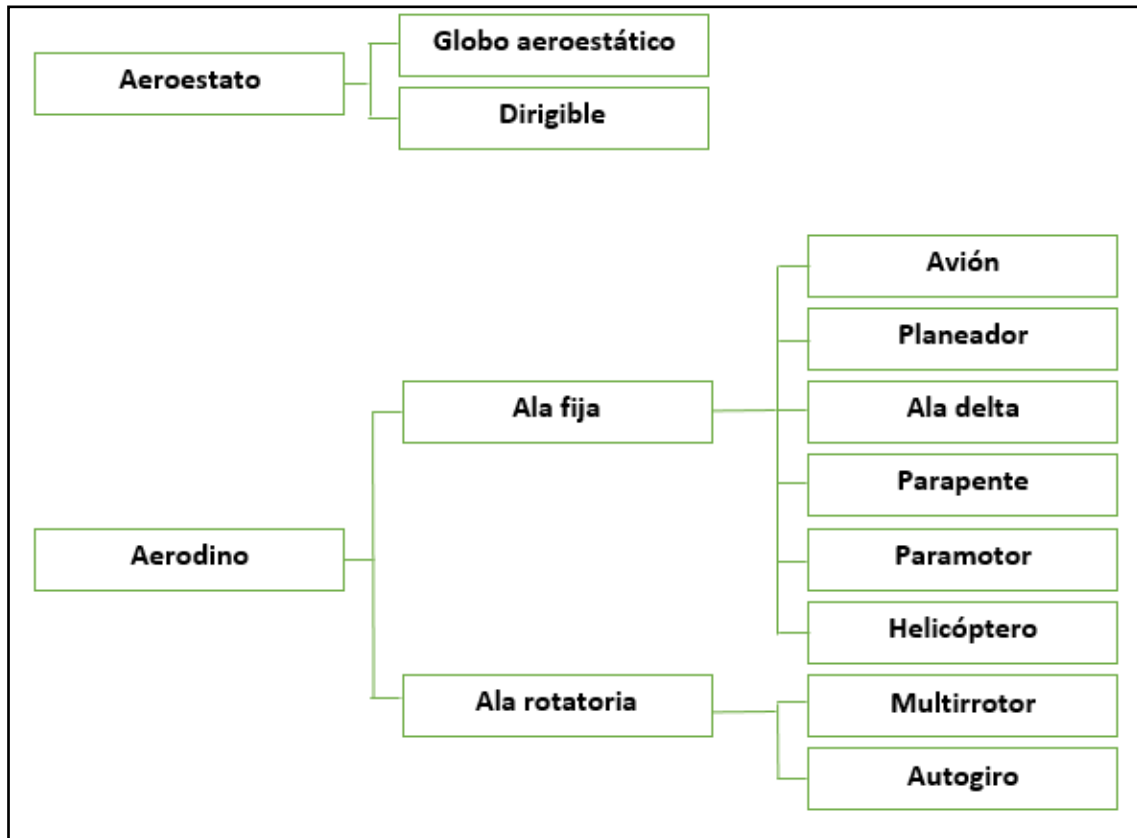 Aeroestato
Globo aeroestático
Dirigible
Aerodino
Ala fija
Avión
Planeador
Ala delta
Parapente
Paramotor
Helicóptero
Ala rotatoria
Multirrotor
Autogiro